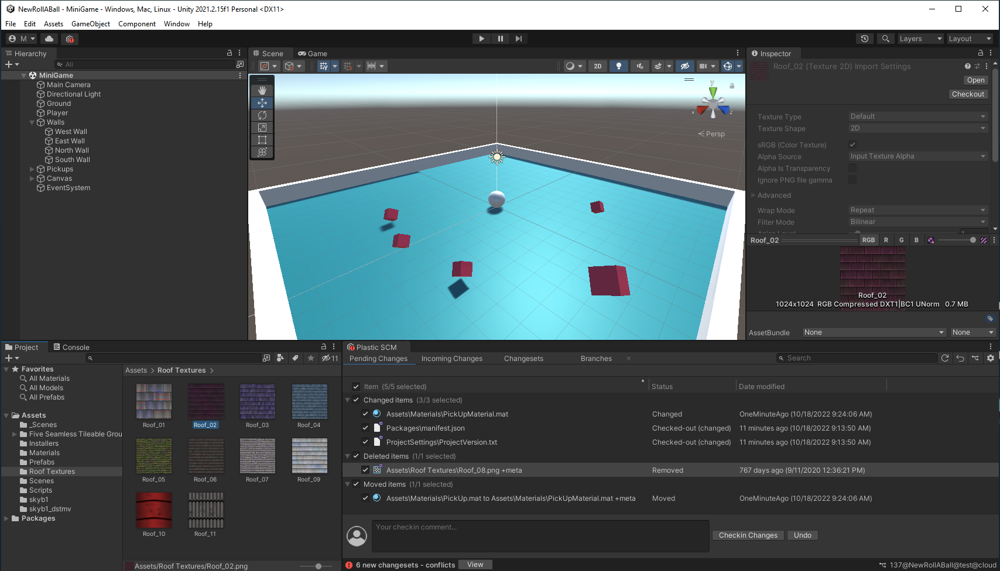 NewRollABall - MiniGame - Windows, Mac, Linux - Unity 2021.2.15f1 Personal <DX11>
File Edit Assets GameObject Component Window Help
M
Layers
Layout
Hierarchy
All
MiniGame
Main Camera
Directional Light
Ground
Player
Walls
West Wall
East Wall
North Wall
South Wall
Pickups
Canvas
EventSystem
Scene
Game
2D
y
x
z
< Persp
Inspector
Roof_02 (Texture 2D) Import Settings
Open
Checkout
Texture Type Default
Texture Shape 2D
sRGB (Color Texture)
Alpha Source Input Texture Alpha
Alpha Is Transparency
Ignore PNG file gamma
Advanced
Wrap Mode Repeat
Filter Mode Bilinear
Roof_02
RGB R G B
Roof_02
1024x1024 RGB Compressed DXT1|BC1 UNorm 0.7 MB
AssetBundle None None
Project
Console
11
Favorites
All Materials
All Models
All Prefabs
Assets
_Scenes
Five Seamless Tileable Grou
Installers
Materials
Prefabs
Roof Textures
Scenes
Scripts
skyb1
skyb1_dstmv
Packages
Assets > Roof Textures >
Roof_01 Roof_02 Roof_03 Roof_04
Roof_05 Roof_06 Roof_07 Roof_09
Roof_10 Roof_11
Assets/Roof Textures/Roof_02.png
Plastic SCM
Pending Changes Incoming Changes Changesets Branches ×
Search
Item (5/5 selected) Status Date modified
Changed items (3/3 selected)
Assets\Materials\PickUpMaterial.mat Changed OneMinuteAgo (10/18/2022 9:24:06 AM)
Packages\manifest.json Checked-out (changed) 11 minutes ago (10/18/2022 9:13:50 AM)
ProjectSettings\ProjectVersion.txt Checked-out (changed) 11 minutes ago (10/18/2022 9:13:50 AM)
Deleted items (1/1 selected)
Assets\Roof Textures\Roof_08.png +meta Removed 767 days ago (9/11/2020 12:36:21 PM)
Moved items (1/1 selected)
Assets\Materials\PickUp.mat to Assets\Materials\PickUpMaterial.mat +meta Moved OneMinuteAgo (10/18/2022 9:24:06 AM)
Your checkin comment...
Checkin Changes
Undo
6 new changesets - conflicts
View
137@NewRollABall@test@cloud